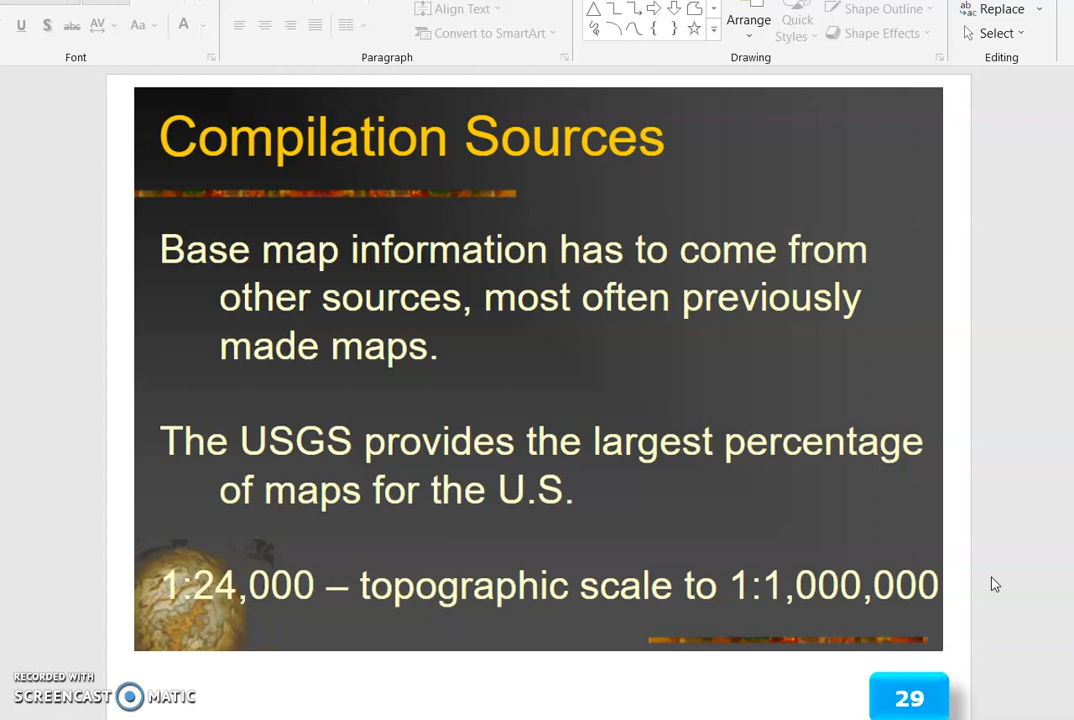 Align Text
Replace
U S abc AV Aa A
Arrange
Quick
Styles
Shape Outline
Convert to SmartArt
Shape Effects
Select
Font
Paragraph
Drawing
Editing
Compilation Sources
Base map information has to come from
other sources, most often previously
made maps.
The USGS provides the largest percentage
of maps for the U.S.
1:24,000 – topographic scale to 1:1,000,000
RECORDED WITH
SCREENCAST MATIC
29